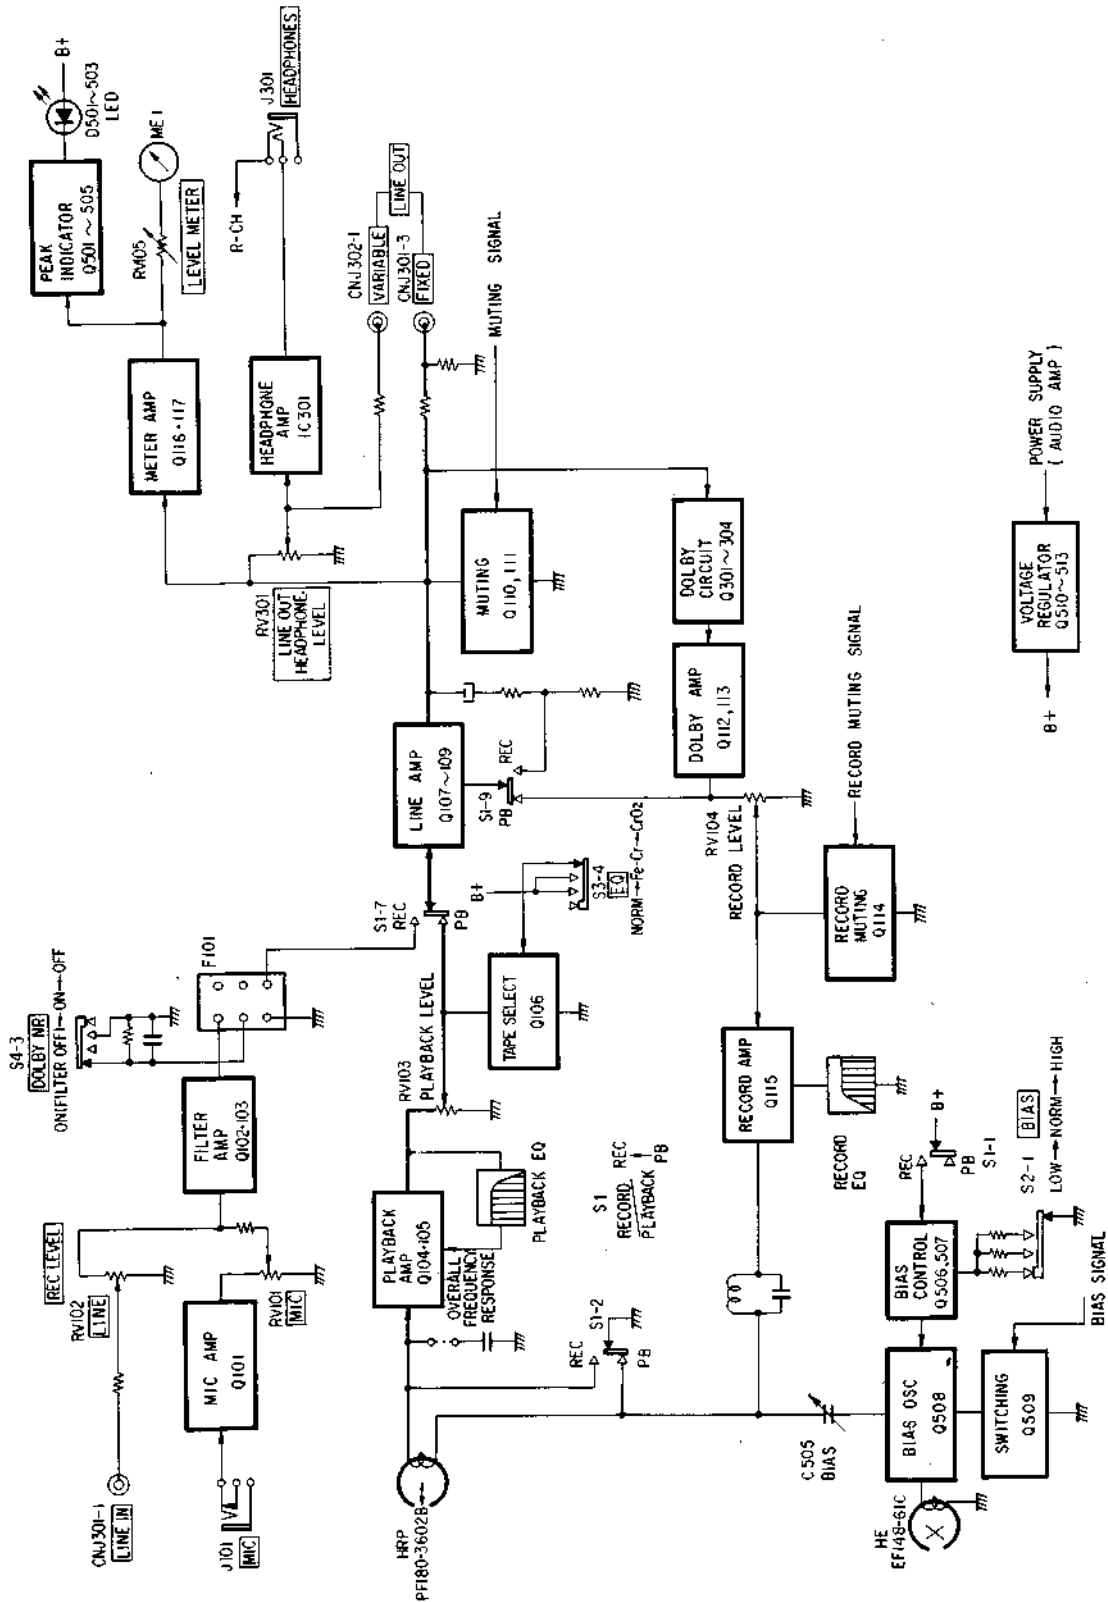 CNJ301-1
LINE IN
J101
MIC
RV102
LINE
REC LEVEL
MIC AMP
Q101
RV101
MIC
FILTER
AMP
Q102·103
S4-3
DOLBY NR
ON(FILTER OFF)→ON→OFF
F101
HRP
PF180-3602B
PLAYBACK
AMP
Q104·105
OVERALL
FREQUENCY
RESPONSE
PLAYBACK EQ
RV103
PLAYBACK LEVEL
TAPE SELECT
Q106
S1-7
REC
PB
B+
S3-4
EQ
NORM→Fe-Cr→CrO2
LINE AMP
Q107~109
S1-9
PB
REC
RV301
LINE OUT
HEADPHONE
LEVEL
MUTING
Q110, 111
MUTING SIGNAL
METER AMP
Q116·117
PEAK
INDICATOR
Q501~505
B+
D501~503
LED
RV105
ME1
LEVEL METER
HEADPHONE
AMP
IC301
R-CH
J301
HEADPHONES
CNJ302-1
VARIABLE
LINE OUT
CNJ301-3
FIXED
DOLBY
CIRCUIT
Q301~304
DOLBY AMP
Q112, 113
RV104
RECORD LEVEL
RECORD MUTING SIGNAL
RECORD
MUTING
Q114
RECORD AMP
Q115
RECORD
EQ
S1
RECORD
PLAYBACK
REC
PB
REC
S1-2
PB
C505
BIAS
HE
EF148-61C
BIAS OSC
Q508
SWITCHING
Q509
BIAS
CONTROL
Q506,507
REC
B+
PB
S1-1
S2-1
BIAS
LOW→NORM→HIGH
BIAS SIGNAL
B+
VOLTAGE
REGULATOR
Q510~513
POWER SUPPLY
( AUDIO AMP )